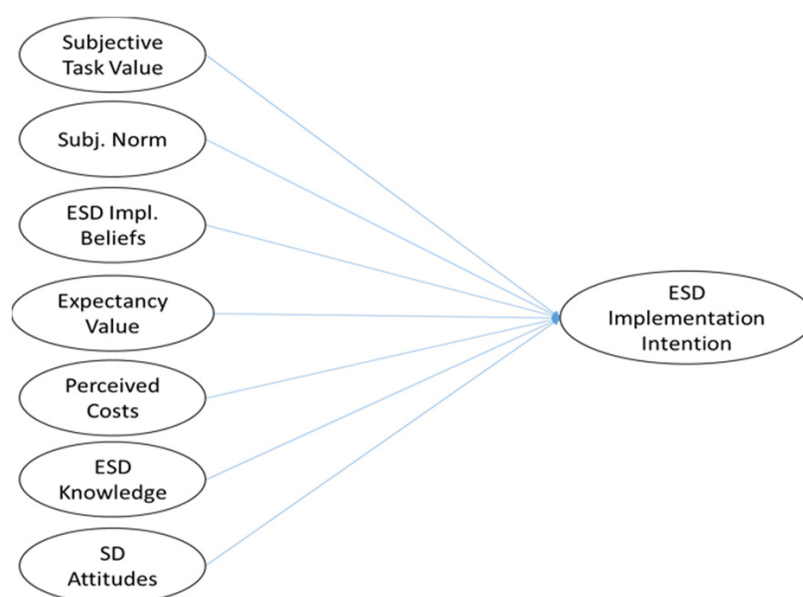 Subjective
Task Value
Subj. Norm
ESD Impl.
Beliefs
Expectancy
Value
Perceived
Costs
ESD
Knowledge
SD
Attitudes
ESD
Implementation
Intention